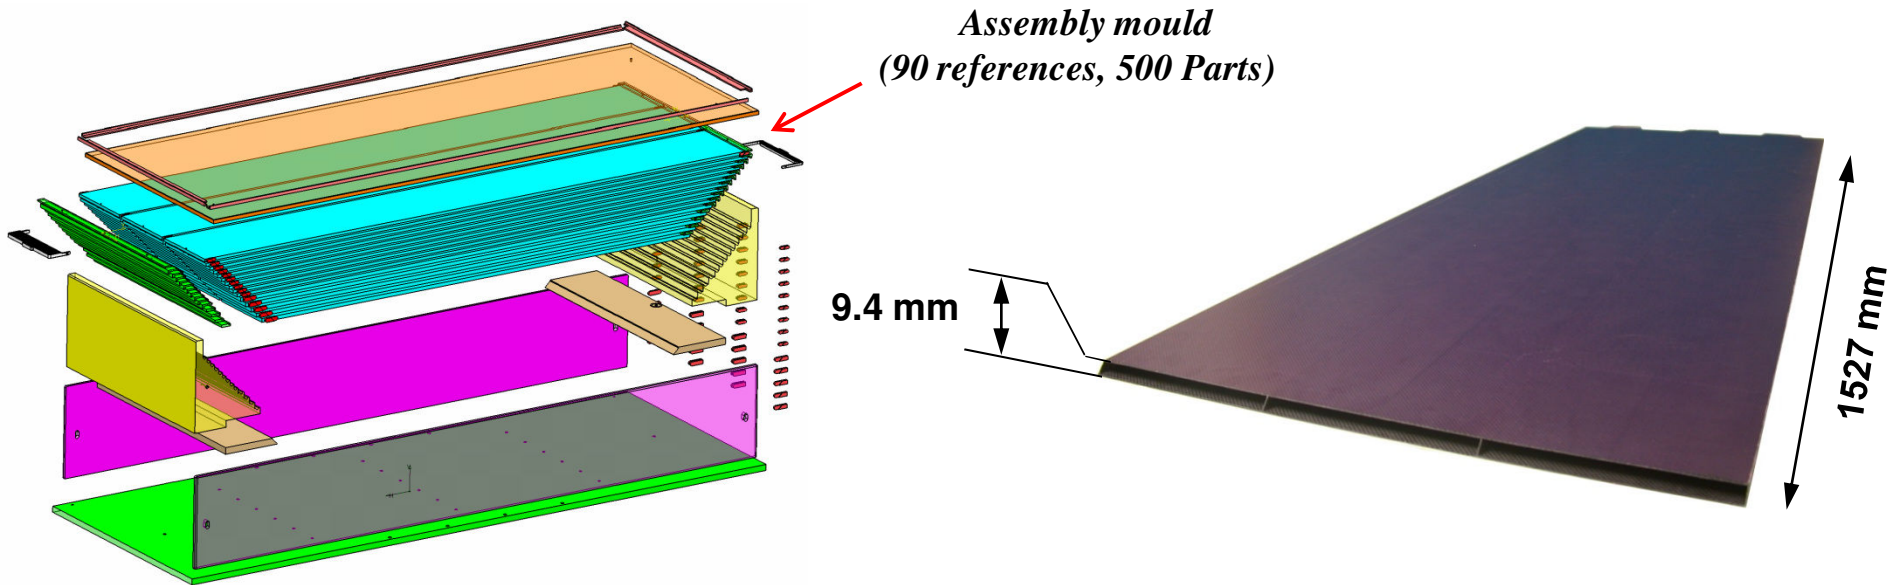 Assembly mould
(90 references, 500 Parts)
9.4 mm
1527 mm